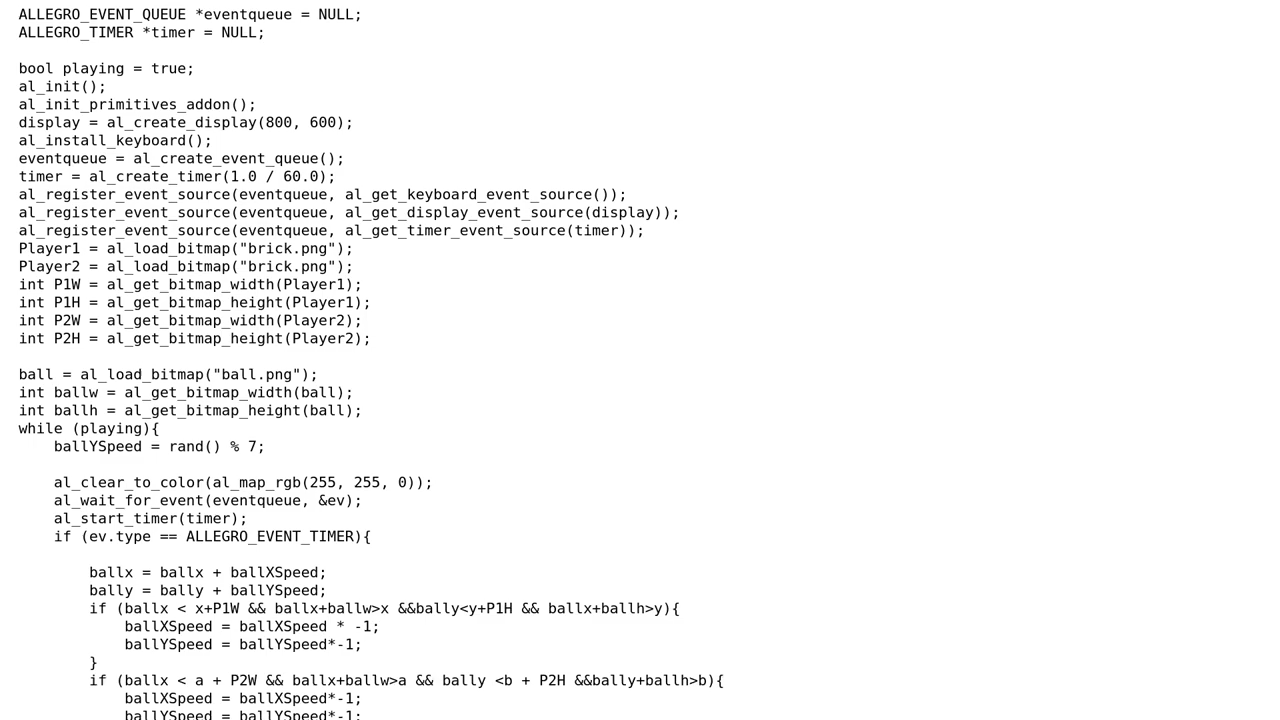 ALLEGRO_EVENT_QUEUE *eventqueue = NULL;
ALLEGRO_TIMER *timer = NULL;

bool playing = true;
al_init();
al_init_primitives_addon();
display = al_create_display(800, 600);
al_install_keyboard();
eventqueue = al_create_event_queue();
timer = al_create_timer(1.0 / 60.0);
al_register_event_source(eventqueue, al_get_keyboard_event_source());
al_register_event_source(eventqueue, al_get_display_event_source(display));
al_register_event_source(eventqueue, al_get_timer_event_source(timer));
Player1 = al_load_bitmap("brick.png");
Player2 = al_load_bitmap("brick.png");
int P1W = al_get_bitmap_width(Player1);
int P1H = al_get_bitmap_height(Player1);
int P2W = al_get_bitmap_width(Player2);
int P2H = al_get_bitmap_height(Player2);

ball = al_load_bitmap("ball.png");
int ballw = al_get_bitmap_width(ball);
int ballh = al_get_bitmap_height(ball);
while (playing){
    ballYSpeed = rand() % 7;

    al_clear_to_color(al_map_rgb(255, 255, 0));
    al_wait_for_event(eventqueue, &ev);
    al_start_timer(timer);
    if (ev.type == ALLEGRO_EVENT_TIMER){

        ballx = ballx + ballXSpeed;
        bally = bally + ballYSpeed;
        if (ballx < x+P1W && ballx+ballw>x &&bally<y+P1H && ballx+ballh>y){
            ballXSpeed = ballXSpeed * -1;
            ballYSpeed = ballYSpeed*-1;
        }
        if (ballx < a + P2W && ballx+ballw>a && bally <b + P2H &&bally+ballh>b){
            ballXSpeed = ballXSpeed*-1;
            ballYSpeed = ballYSpeed*-1;